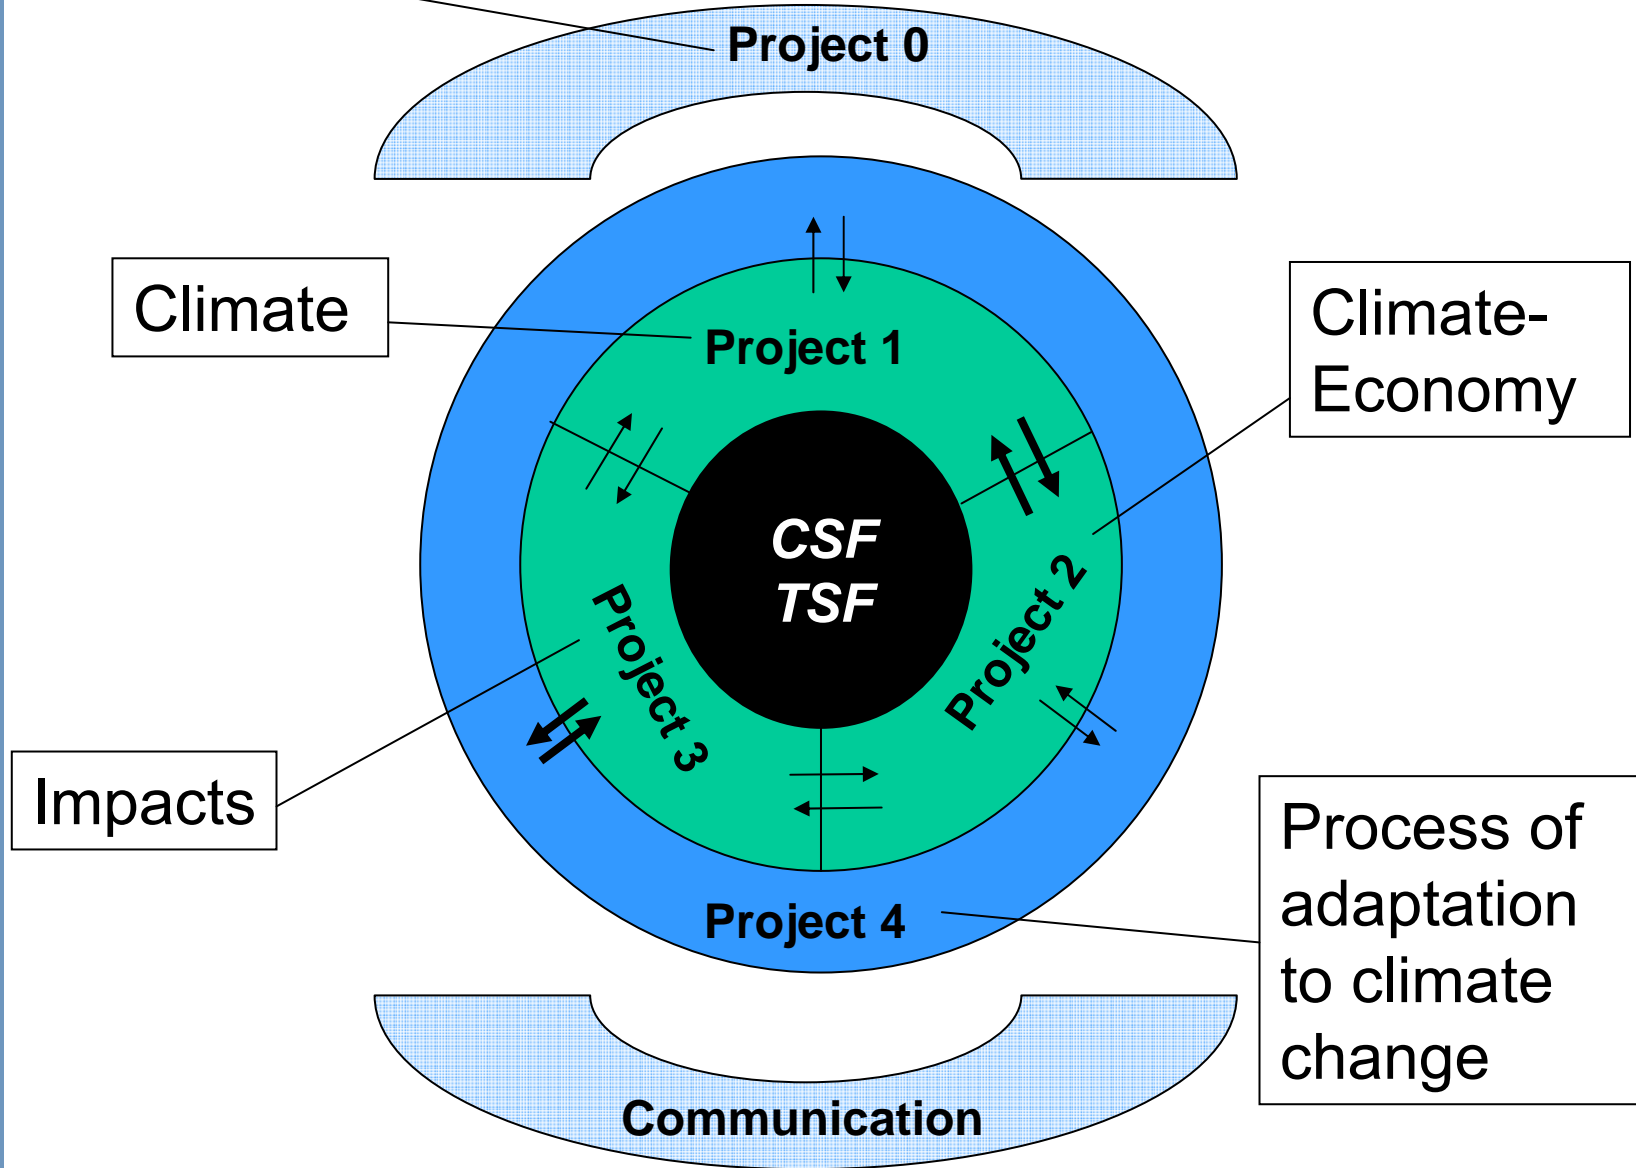 Project 0
Climate
Project 1
Climate-
Economy
CSF
TSF
Project 2
Project 3
Impacts
Project 4
Process of
adaptation
to climate
change
Communication